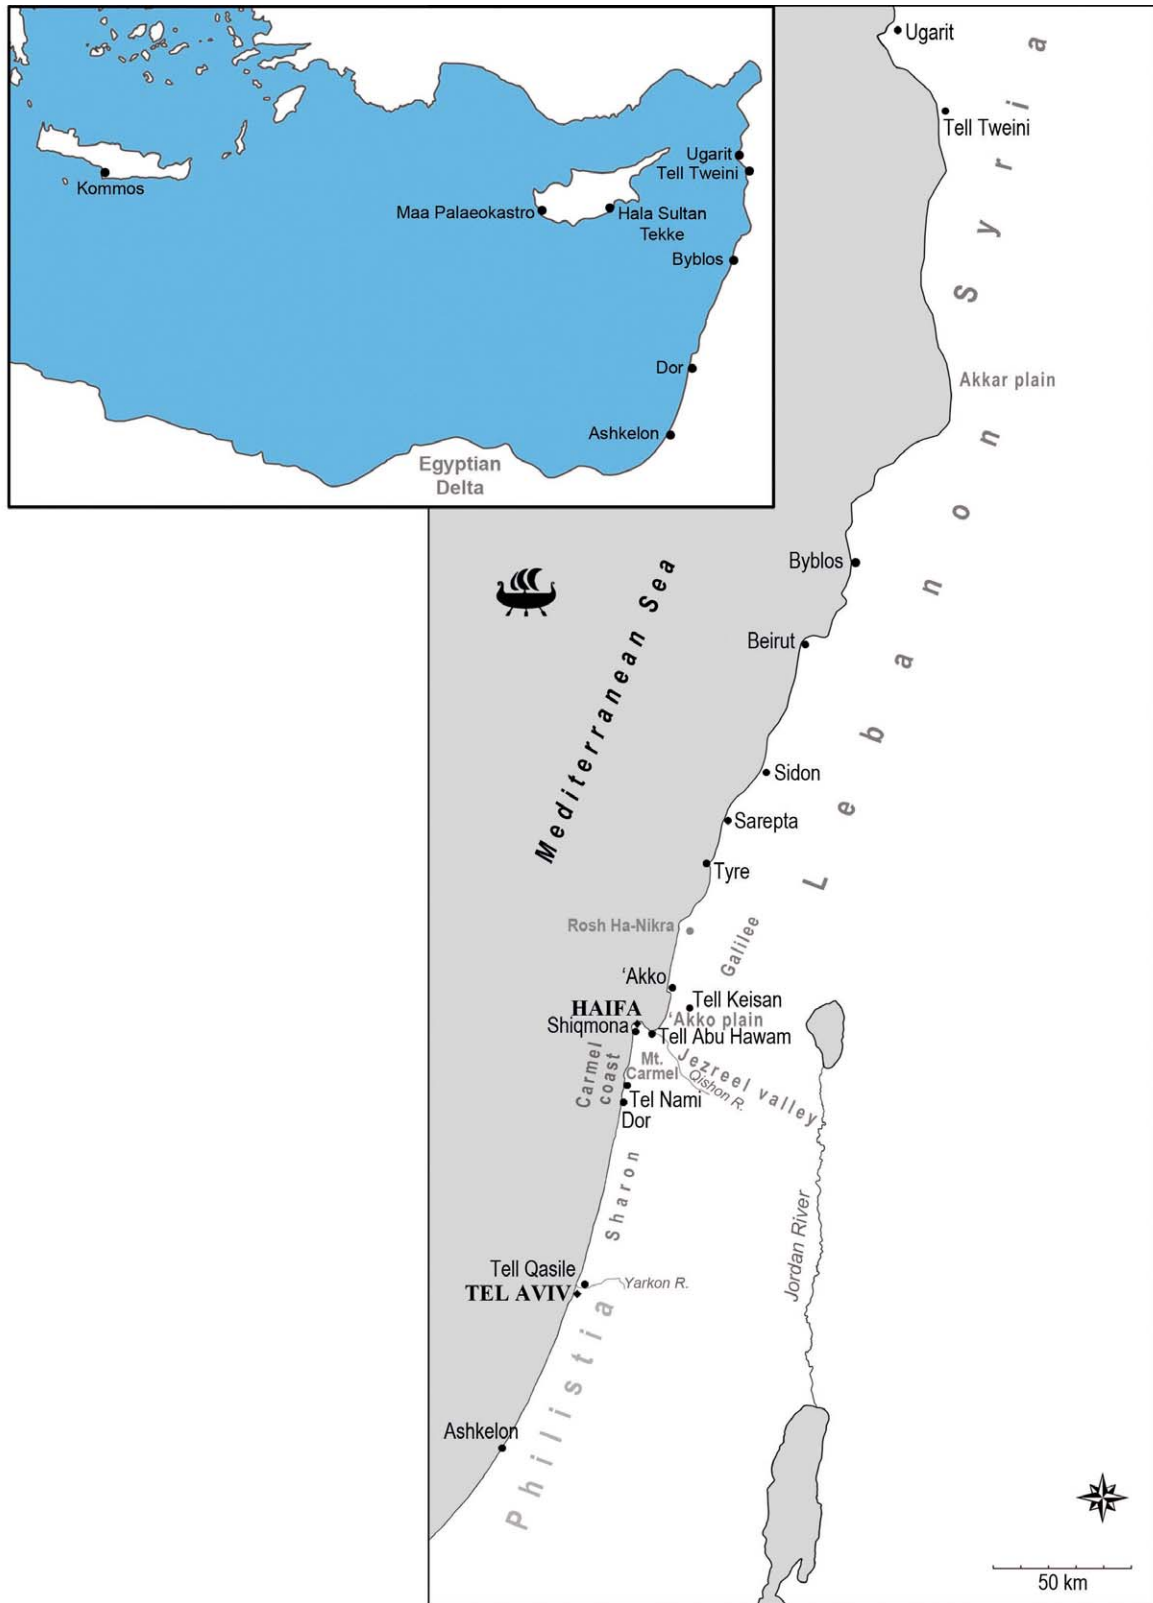 Ugarit
Tell Tweini
Kommos
Maa Palaeokastro
Hala Sultan
Tekke
Byblos
Dor
Ashkelon
Egyptian
Delta
Ugarit
Tell Tweini
Syria
Akkar plain
Lebanon
Byblos
Beirut
Mediterranean Sea
Sidon
Sarepta
Tyre
Rosh Ha-Nikra
Galilee
‘Akko
Tell Keisan
HAIFA
‘Akko plain
Shiqmona
Tell Abu Hawam
Carmel
coast
Mt.
Carmel
Jezreel valley
Qishon R.
Tel Nami
Dor
Sharon
Jordan River
Tell Qasile
Yarkon R.
TEL AVIV
Philistia
Ashkelon
50 km